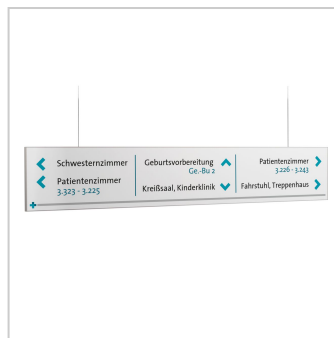 Schwesternzimmer
Patientenzimmer
3.323 - 3.225
Geburtsvorbereitung
Ge.-Bu 2
Kreißsaal, Kinderklinik
Patientenzimmer
3.226 - 3.243
Fahrstuhl, Treppenhaus